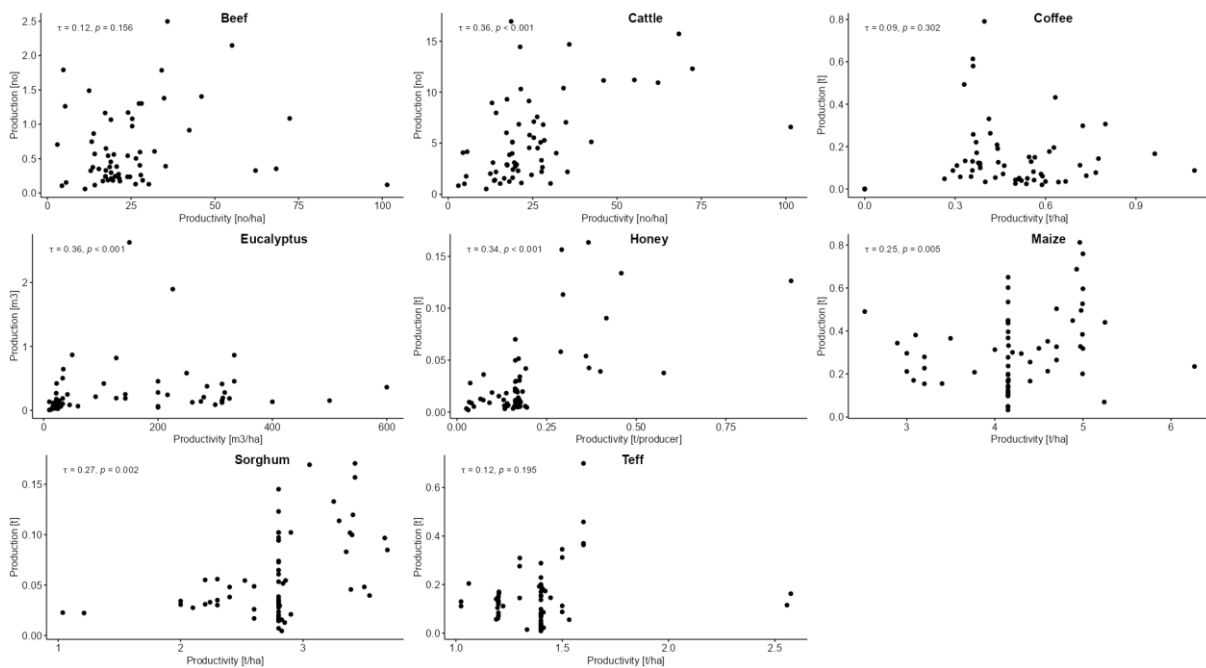 Beef
τ = 0.12, p = 0.156
Production [no]
2.5
2.0
1.5
1.0
0.5
0.0
0
25
50
75
100
Productivity [no/ha]
Cattle
τ = 0.36, p < 0.001
Production [no]
15
10
5
0
0
25
50
75
100
Productivity [no/ha]
Coffee
τ = 0.09, p = 0.302
Production [t]
0.8
0.6
0.4
0.2
0.0
0.0
0.3
0.6
0.9
Productivity [t/ha]
Eucalyptus
τ = 0.36, p < 0.001
Production [m3]
2
1
0
0
200
400
600
Productivity [m3/ha]
Honey
τ = 0.34, p < 0.001
Production [t]
0.15
0.10
0.05
0.00
0.00
0.25
0.50
0.75
Productivity [t/producer]
Maize
τ = 0.25, p = 0.005
Production [t]
0.8
0.6
0.4
0.2
0.0
3
4
5
6
Productivity [t/ha]
Sorghum
τ = 0.27, p = 0.002
Production [t]
0.15
0.10
0.05
0.00
1
2
3
Productivity [t/ha]
Teff
τ = 0.12, p = 0.195
Production [t]
0.6
0.4
0.2
0.0
1.0
1.5
2.0
2.5
Productivity [t/ha]